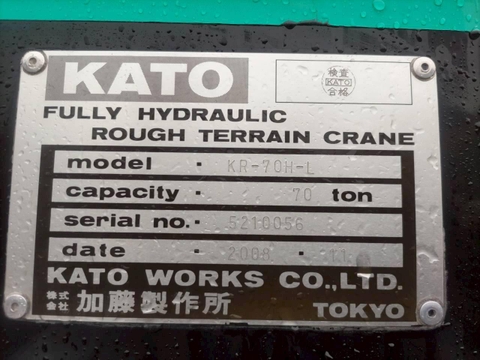 KATO
検査
KATO
合格
FULLY HYDRAULIC
ROUGH TERRAIN CRANE
model · KR-70H-L
capacity · 70 ton
serial no. · 5210056
date · 2008 · 11
KATO WORKS CO.,LTD.
株式会社 加藤製作所 TOKYO